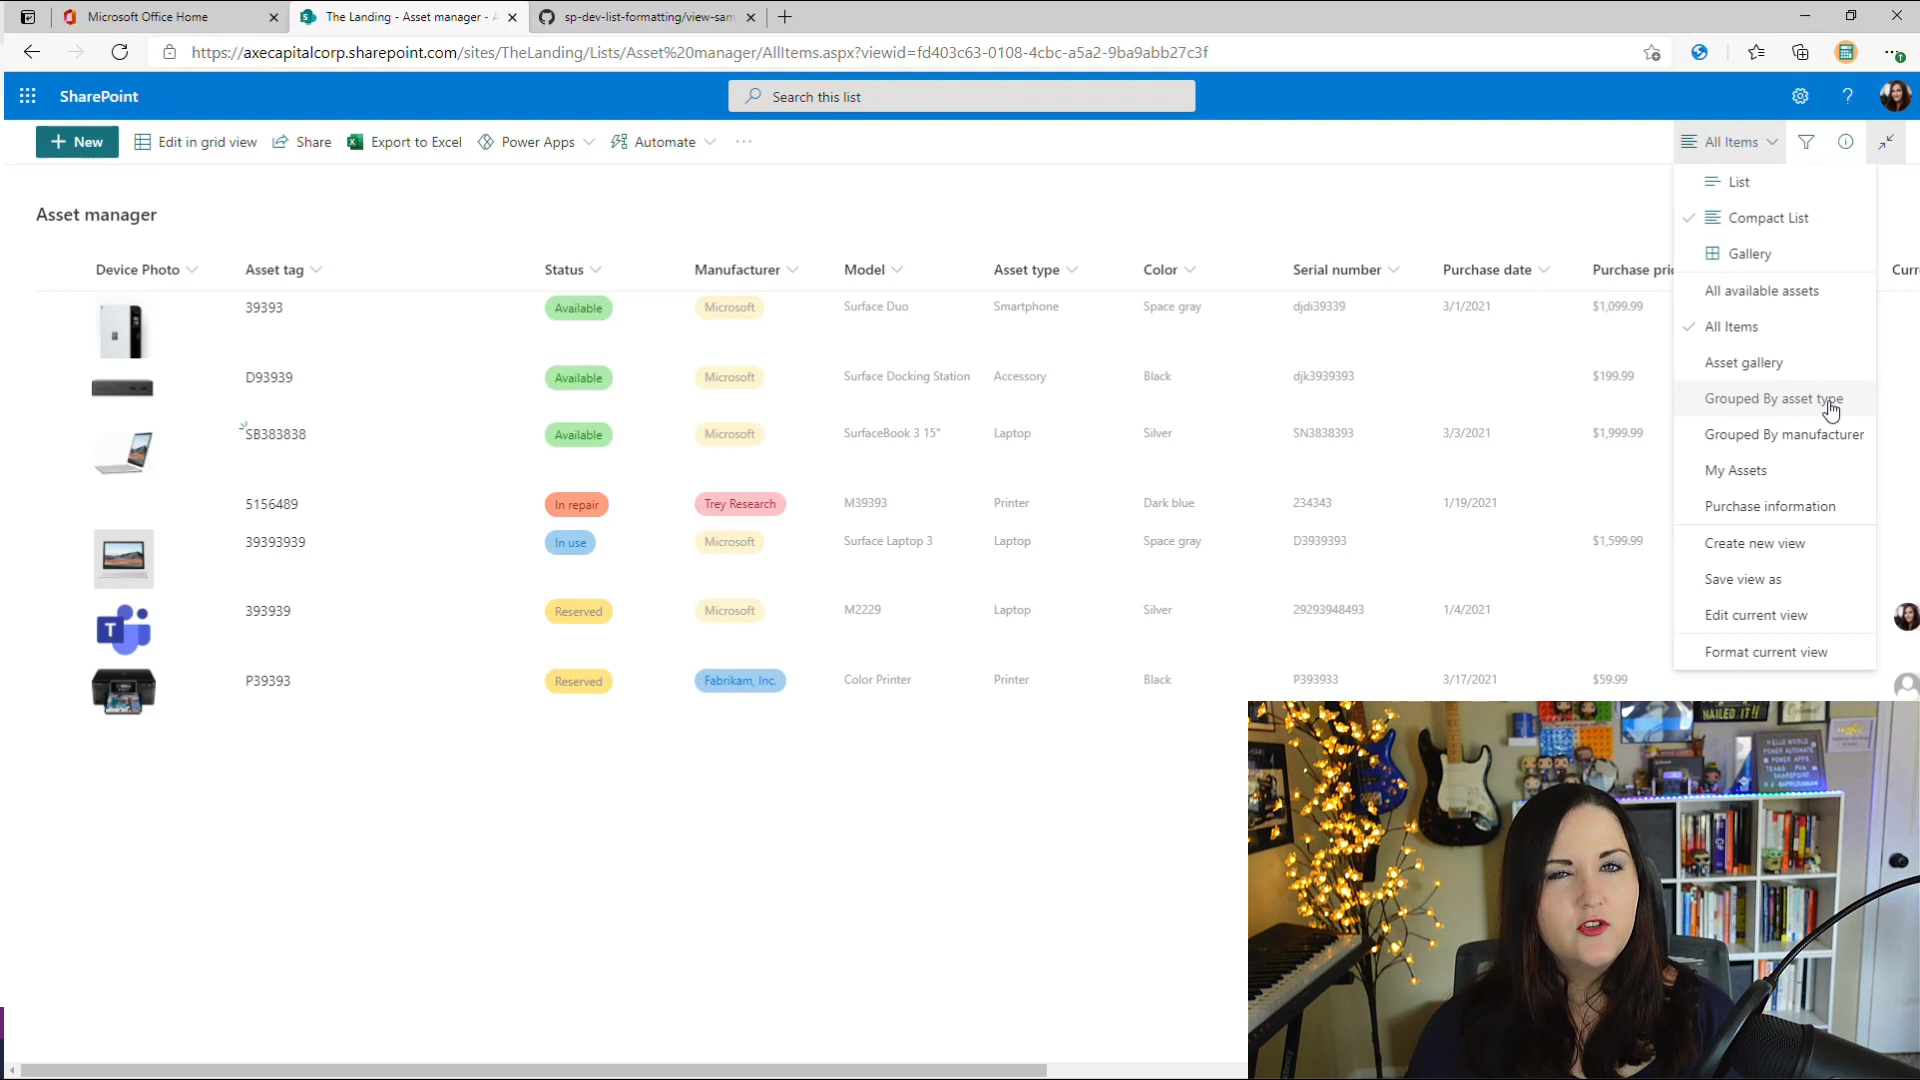 Microsoft Office Home
The Landing - Asset manager - A
sp-dev-list-formatting/view-sam
https://axecapitalcorp.sharepoint.com/sites/TheLanding/Lists/Asset%20manager/AllItems.aspx?viewid=fd403c63-0108-4cbc-a5a2-9ba9abb27c3f
SharePoint
Search this list
New Edit in grid view Share Export to Excel Power Apps Automate All Items
List
Compact List
Gallery
All available assets
All Items
Asset gallery
Grouped By asset type
Grouped By manufacturer
My Assets
Purchase information
Create new view
Save view as
Edit current view
Format current view
Asset manager
Device Photo Asset tag Status Manufacturer Model Asset type Color Serial number Purchase date Purchase pric Curr
39393 Available Microsoft Surface Duo Smartphone Space gray djdi39339 3/1/2021 $1,099.99
D93939 Available Microsoft Surface Docking Station Accessory Black djk3939393 $199.99
SB383838 Available Microsoft SurfaceBook 3 15" Laptop Silver SN3838393 3/3/2021 $1,999.99
5156489 In repair Trey Research M39393 Printer Dark blue 234343 1/19/2021
39393939 In use Microsoft Surface Laptop 3 Laptop Space gray D3939393 $1,599.99
393939 Reserved Microsoft M2229 Laptop Silver 29293948493 1/4/2021
T
P39393 Reserved Fabrikam, Inc. Color Printer Printer Black P393933 3/17/2021 $59.99
NAILED IT!!
HELLO WORLD
POWER AUTOMATE
POWER APPS
SHAREPOINT